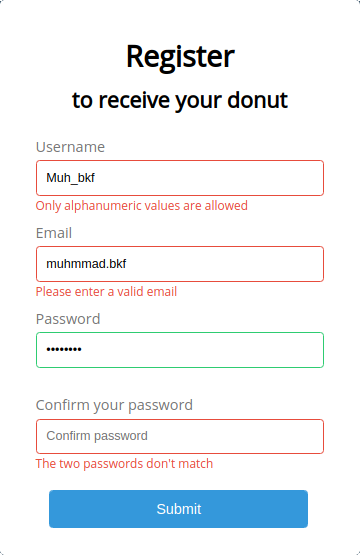 Register
to receive your donut
Username
Muh_bkf
Only alphanumeric values are allowed
Email
muhmmad.bkf
Please enter a valid email
Password
••••••••
Confirm your password
Confirm password
The two passwords don't match
Submit